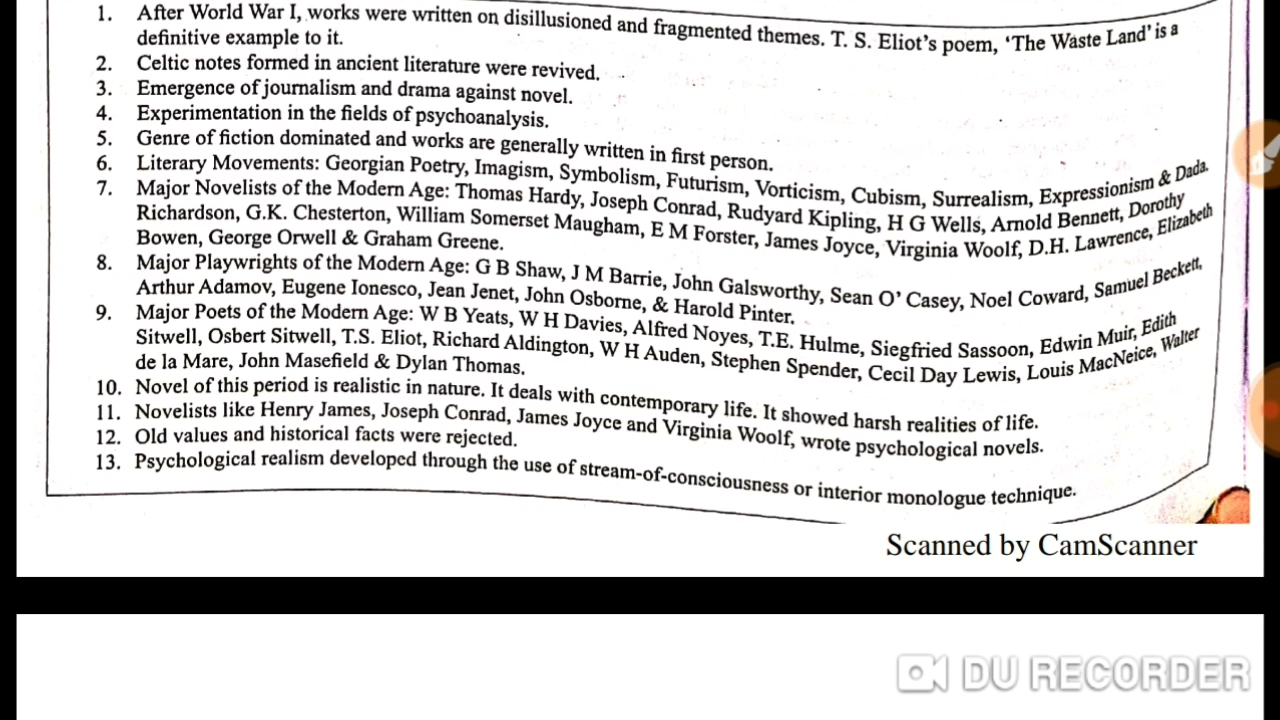 1. After World War I, works were written on disillusioned and fragmented themes. T. S. Eliot's poem, 'The Waste Land' is a
definitive example to it.
2. Celtic notes formed in ancient literature were revived.
3. Emergence of journalism and drama against novel.
4. Experimentation in the fields of psychoanalysis.
5. Genre of fiction dominated and works are generally written in first person.
6. Literary Movements: Georgian Poetry, Imagism, Symbolism, Futurism, Vorticism, Cubism, Surrealism, Expressionism & Dada.
7. Major Novelists of the Modern Age: Thomas Hardy, Joseph Conrad, Rudyard Kipling, H G Wells, Arnold Bennett, Dorothy
Richardson, G.K. Chesterton, William Somerset Maugham, E M Forster, James Joyce, Virginia Woolf, D.H. Lawrence, Elizabeth
Bowen, George Orwell & Graham Greene.
8. Major Playwrights of the Modern Age: G B Shaw, J M Barrie, John Galsworthy, Sean O' Casey, Noel Coward, Samuel Beckett,
Arthur Adamov, Eugene Ionesco, Jean Jenet, John Osborne, & Harold Pinter.
9. Major Poets of the Modern Age: W B Yeats, W H Davies, Alfred Noyes, T.E. Hulme, Siegfried Sassoon, Edwin Muir, Edith
Sitwell, Osbert Sitwell, T.S. Eliot, Richard Aldington, W H Auden, Stephen Spender, Cecil Day Lewis, Louis MacNeice, Walter
de la Mare, John Masefield & Dylan Thomas.
10. Novel of this period is realistic in nature. It deals with contemporary life. It showed harsh realities of life.
11. Novelists like Henry James, Joseph Conrad, James Joyce and Virginia Woolf, wrote psychological novels.
12. Old values and historical facts were rejected.
13. Psychological realism developed through the use of stream-of-consciousness or interior monologue technique.
Scanned by CamScanner
DU RECORDER